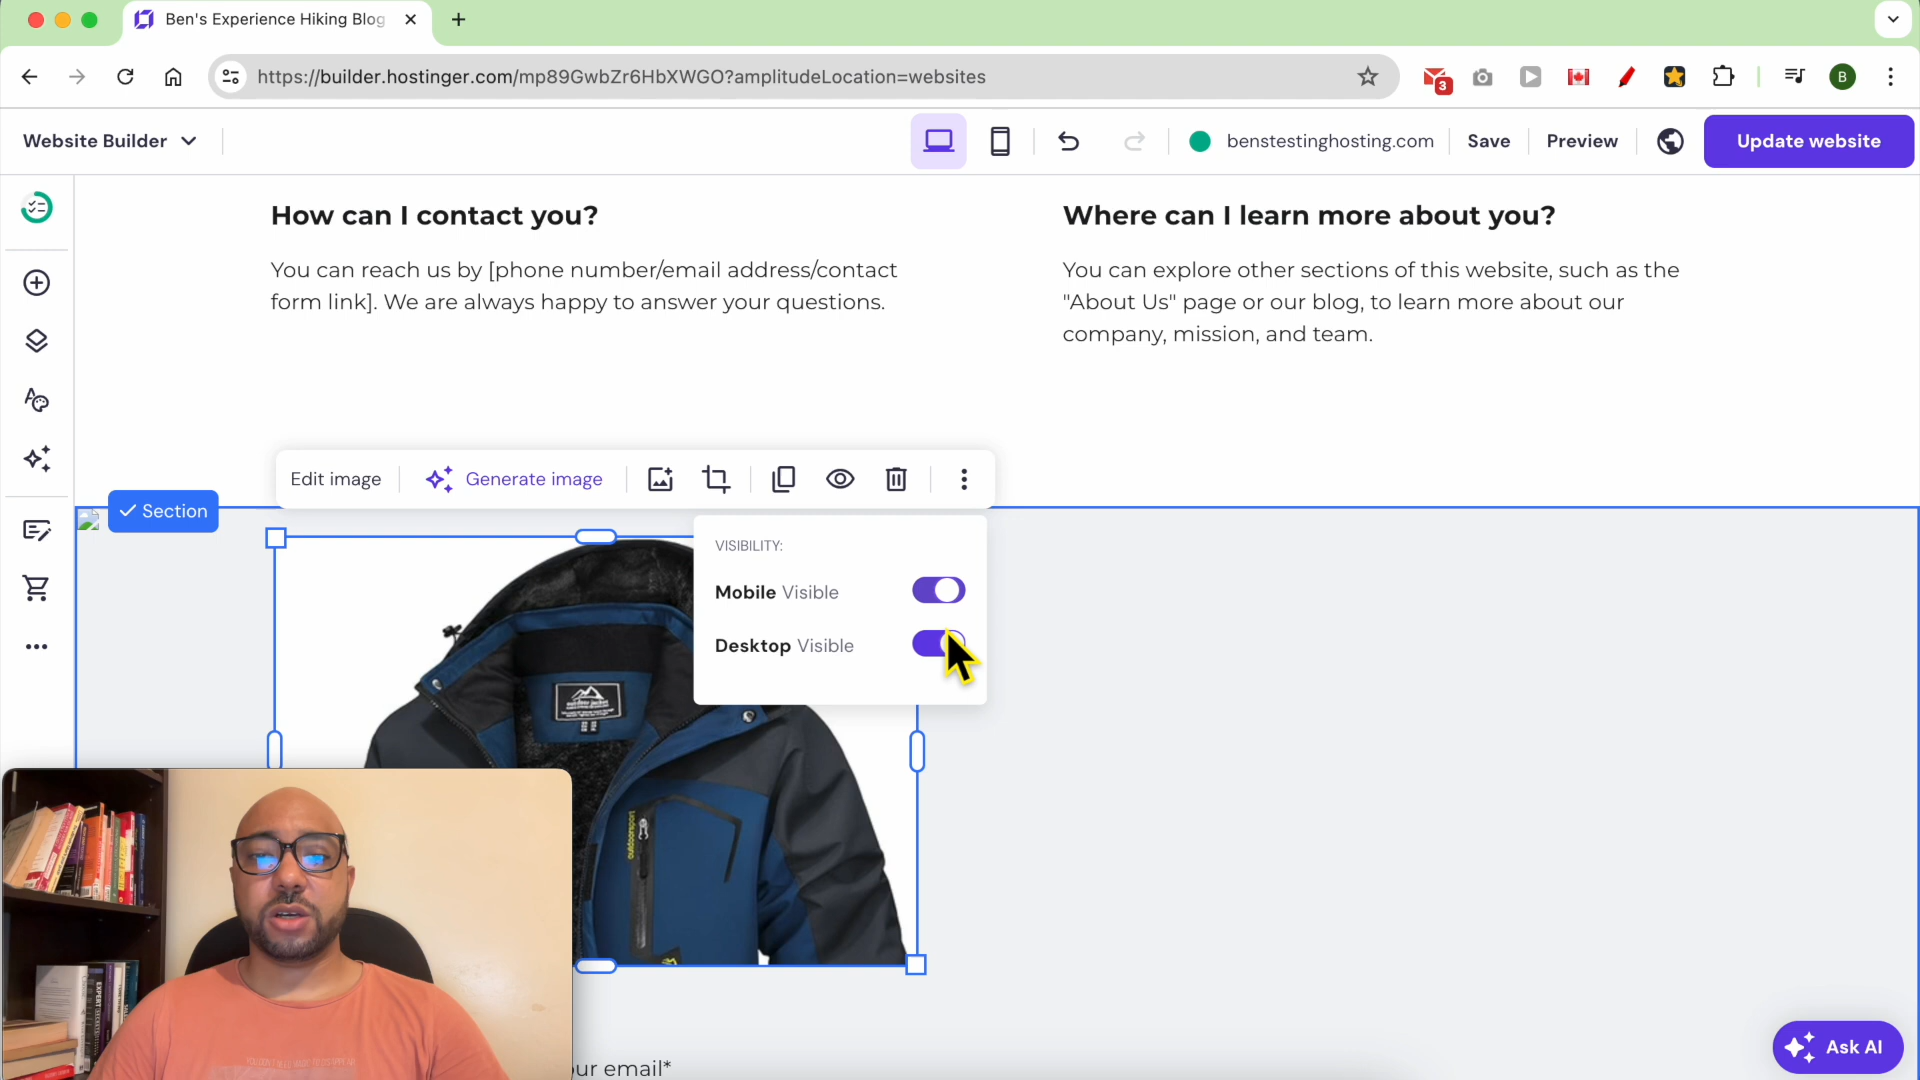 Ben's Experience Hiking Blog
https://builder.hostinger.com/mp89GwbZr6HbXWGO?amplitudeLocation=websites
3
B
Website Builder
benstestinghosting.com
Save
Preview
Update website
How can I contact you?
You can reach us by [phone number/email address/contact
form link]. We are always happy to answer your questions.
Where can I learn more about you?
You can explore other sections of this website, such as the
"About Us" page or our blog, to learn more about our
company, mission, and team.
Edit image
Generate image
Section
VISIBILITY:
Mobile Visible
Desktop Visible
outdoorsport
EXPERT
ur email*
Ask AI